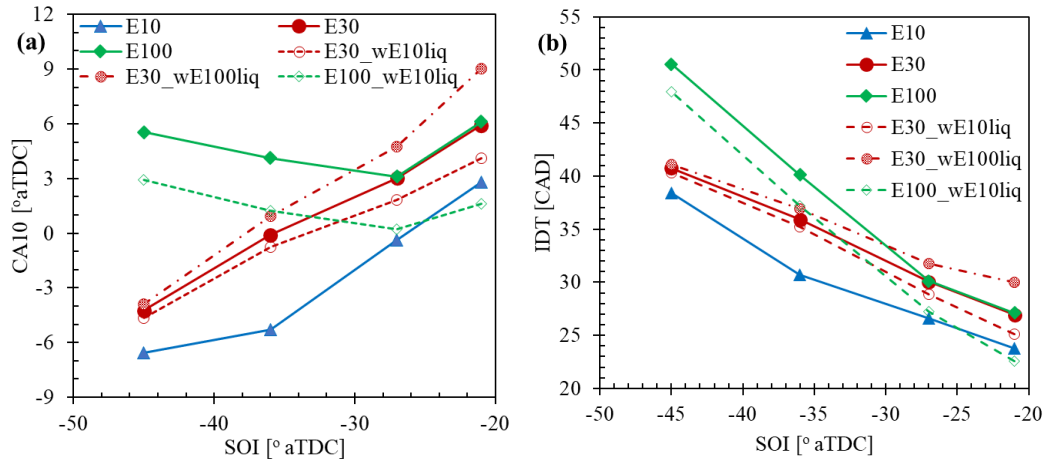 (a)
E10 E30
E100 E30_wE10liq
E30_wE100liq E100_wE10liq
12
9
6
3
0
-3
-6
-9
CA10 [ºaTDC]
-50 -40 -30 -20
SOI [º aTDC]
(b)
E10
E30
E100
E30_wE10liq
E30_wE100liq
E100_wE10liq
55
50
45
40
35
30
25
20
IDT [CAD]
-50 -45 -40 -35 -30 -25 -20
SOI [º aTDC]